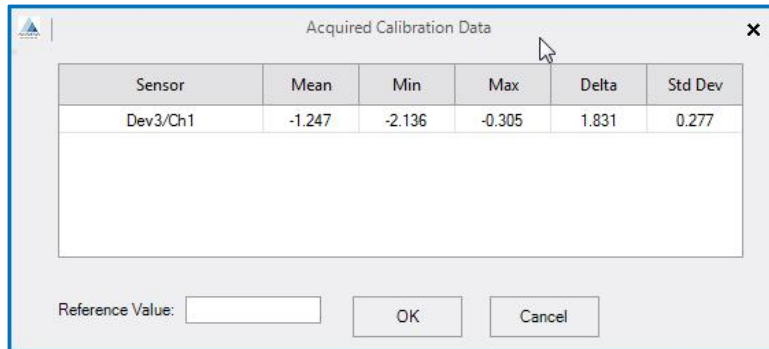 Acquired Calibration Data
Sensor Mean Min Max Delta Std Dev
Dev3/Ch1 -1.247 -2.136 -0.305 1.831 0.277
Reference Value: OK Cancel